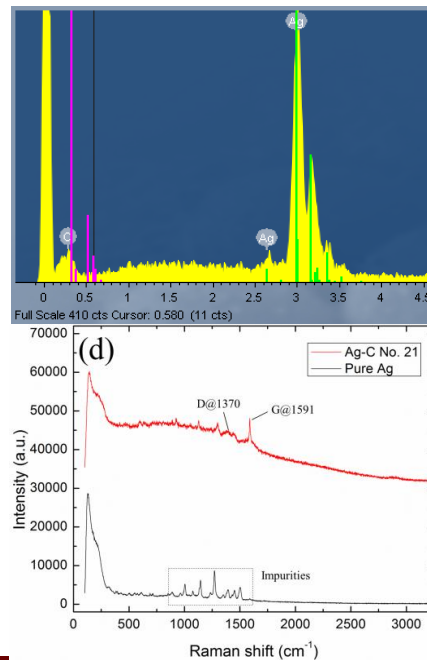 Ag
C
Ag
0 0.5 1 1.5 2 2.5 3 3.5 4 4.5
Full Scale 410 cts Cursor: 0.580 (11 cts)
(d)
Ag-C No. 21
Pure Ag
D@1370
G@1591
Impurities
70000
60000
50000
40000
30000
20000
10000
0
Intensity (a.u.)
0 500 1000 1500 2000 2500 3000
Raman shift (cm⁻¹)